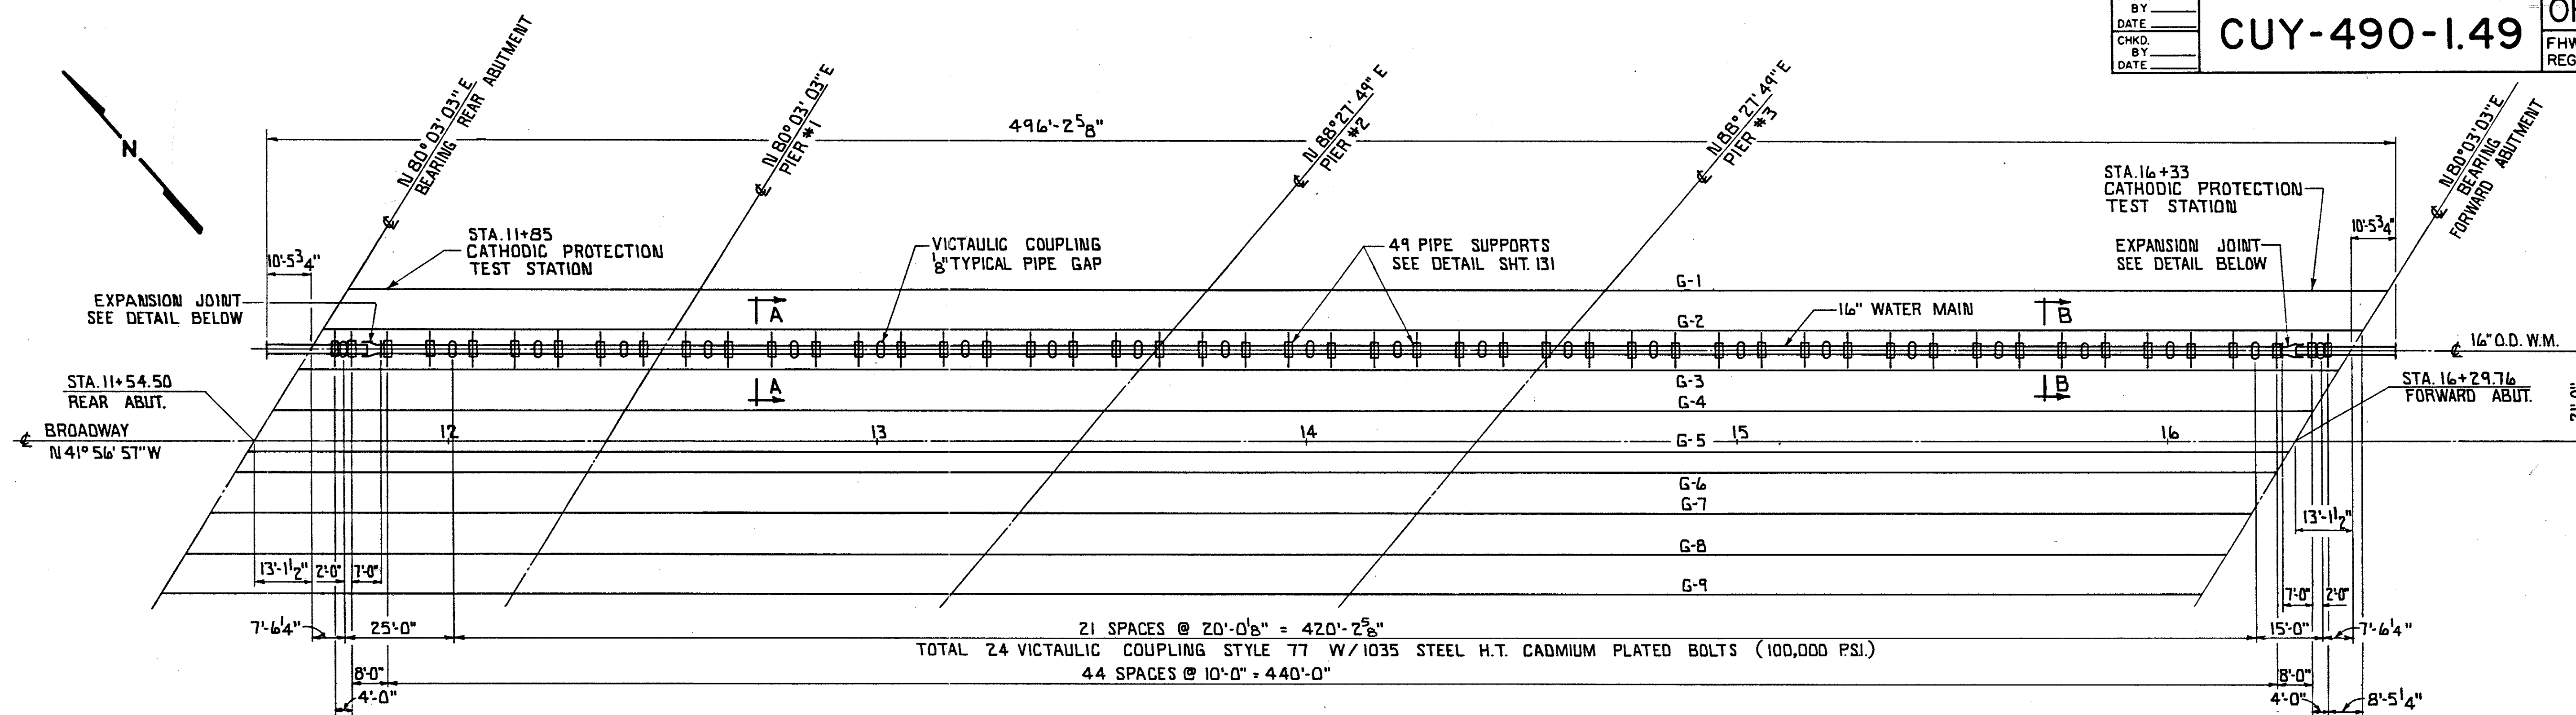 BY
DATE
CHKD.
BY
DATE
CUY-490-1.49
FHW
REG
N
N 80° 03' 03" E
BEARING REAR ABUTMENT
N 80° 03' 03" E
PIER #1
496'-2 5/8"
N 88° 27' 49" E
PIER #2
N 88° 27' 49" E
PIER #3
N 80° 03' 03" E
BEARING
FORWARD ABUTMENT
STA. 16+33
CATHODIC PROTECTION
TEST STATION
10'-5 3/4"
STA. 11+85
CATHODIC PROTECTION
TEST STATION
VICTAULIC COUPLING
1/8" TYPICAL PIPE GAP
49 PIPE SUPPORTS
SEE DETAIL SHT. 131
EXPANSION JOINT
SEE DETAIL BELOW
10'-5 3/4"
EXPANSION JOINT
SEE DETAIL BELOW
G-1
A
B
16" WATER MAIN
G-2
℄ 16" O.D. W.M.
STA. 11+54.50
REAR ABUT.
A
G-3
B
STA. 16+29.76
FORWARD ABUT.
G-4
℄ BROADWAY
N 41° 56' 57" W
12
13
14
G-5
15
16
G-6
G-7
13'-1 1/2"
G-8
13'-1 1/2"
2'-0"
7'-0"
G-9
7'-0"
2'-0"
7'-6 1/4"
25'-0"
21 SPACES @ 20'-0 1/8" = 420'-2 5/8"
15'-0"
7'-6 1/4"
TOTAL 24 VICTAULIC COUPLING STYLE 77 W/1035 STEEL H.T. CADMIUM PLATED BOLTS (100,000 P.S.I.)
8'-0"
44 SPACES @ 10'-0" = 440'-0"
8'-0"
4'-0"
4'-0"
8'-5 1/4"